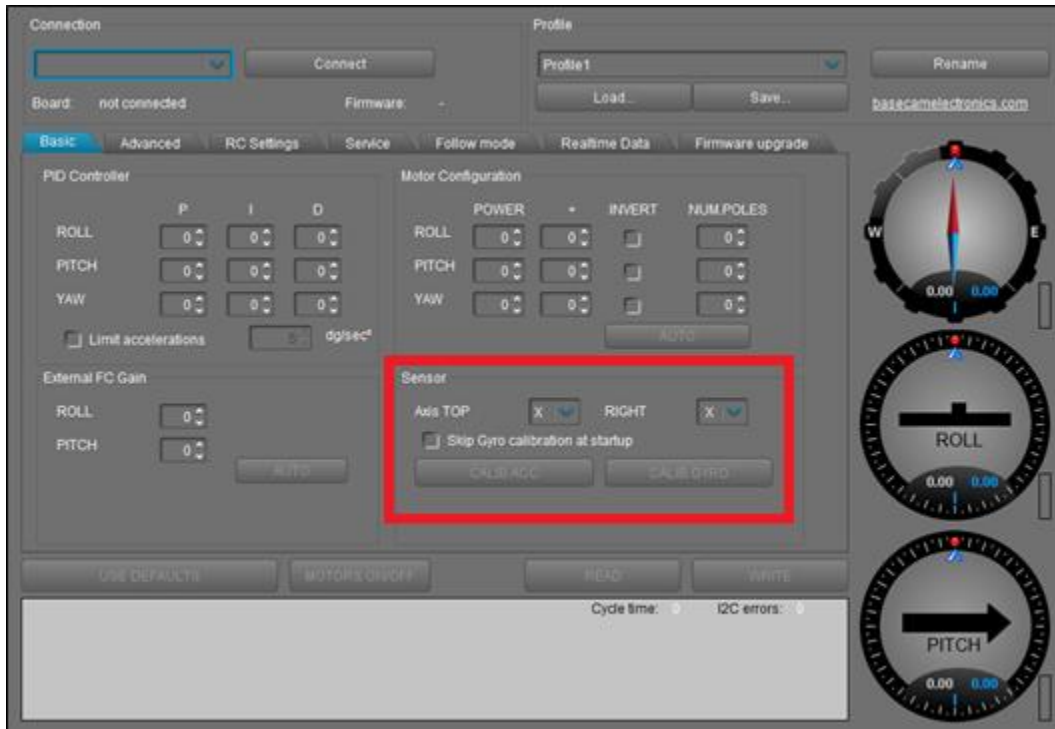 Connection
Profile
Connect
Profile1
Rename
Board: not connected
Firmware: -
Load...
Save...
basecamelectronics.com
Basic
Advanced
RC Settings
Service
Follow mode
Realtime Data
Firmware upgrade
PID Controller
P I D
ROLL 0 0 0
PITCH 0 0 0
YAW 0 0 0
Limit accelerations
dg/sec²
Motor Configuration
POWER + INVERT NUM.POLES
ROLL 0 0 0
PITCH 0 0 0
YAW 0 0 0
AUTO
External FC Gain
ROLL 0
PITCH 0
AUTO
Sensor
Axis TOP X RIGHT X
Skip Gyro calibration at startup
CALIB.ACC
CALIB.GYRO
USE DEFAULTS
MOTORS ON/OFF
READ
WRITE
Cycle time: 0 I2C errors: 0
W E
0.00 0.00
ROLL
0.00 0.00
PITCH
0.00 0.00